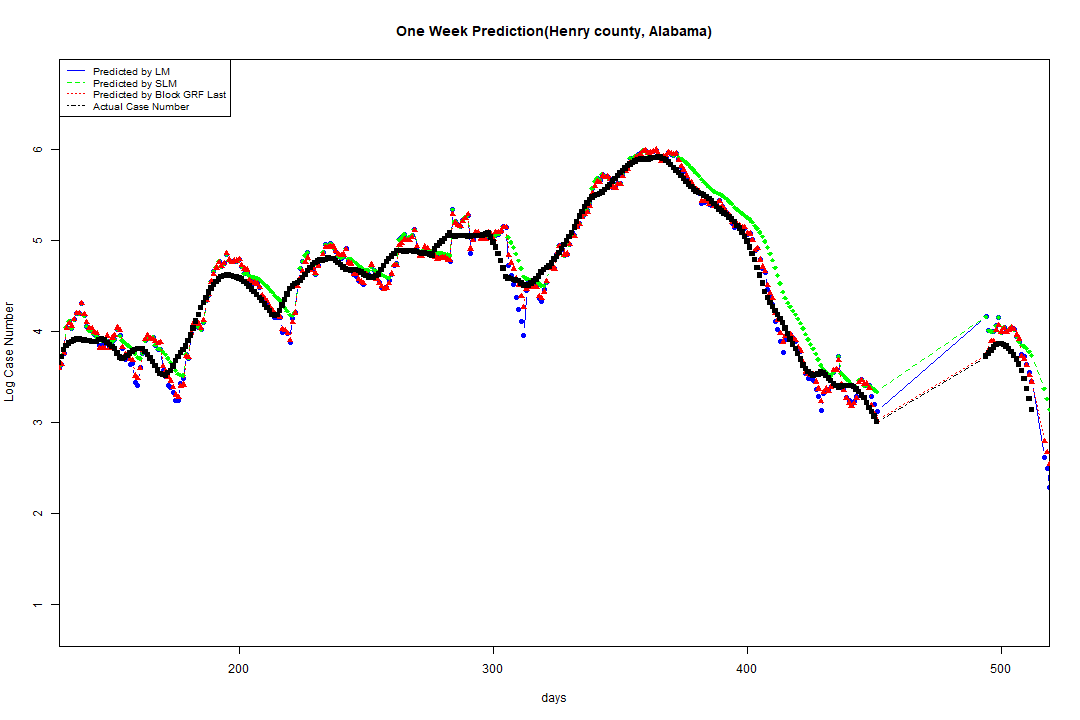 One Week Prediction(Henry county, Alabama)
Predicted by LM
Predicted by SLM
Predicted by Block GRF Last
Actual Case Number
Log Case Number
6
5
4
3
2
1
200
300
400
500
days